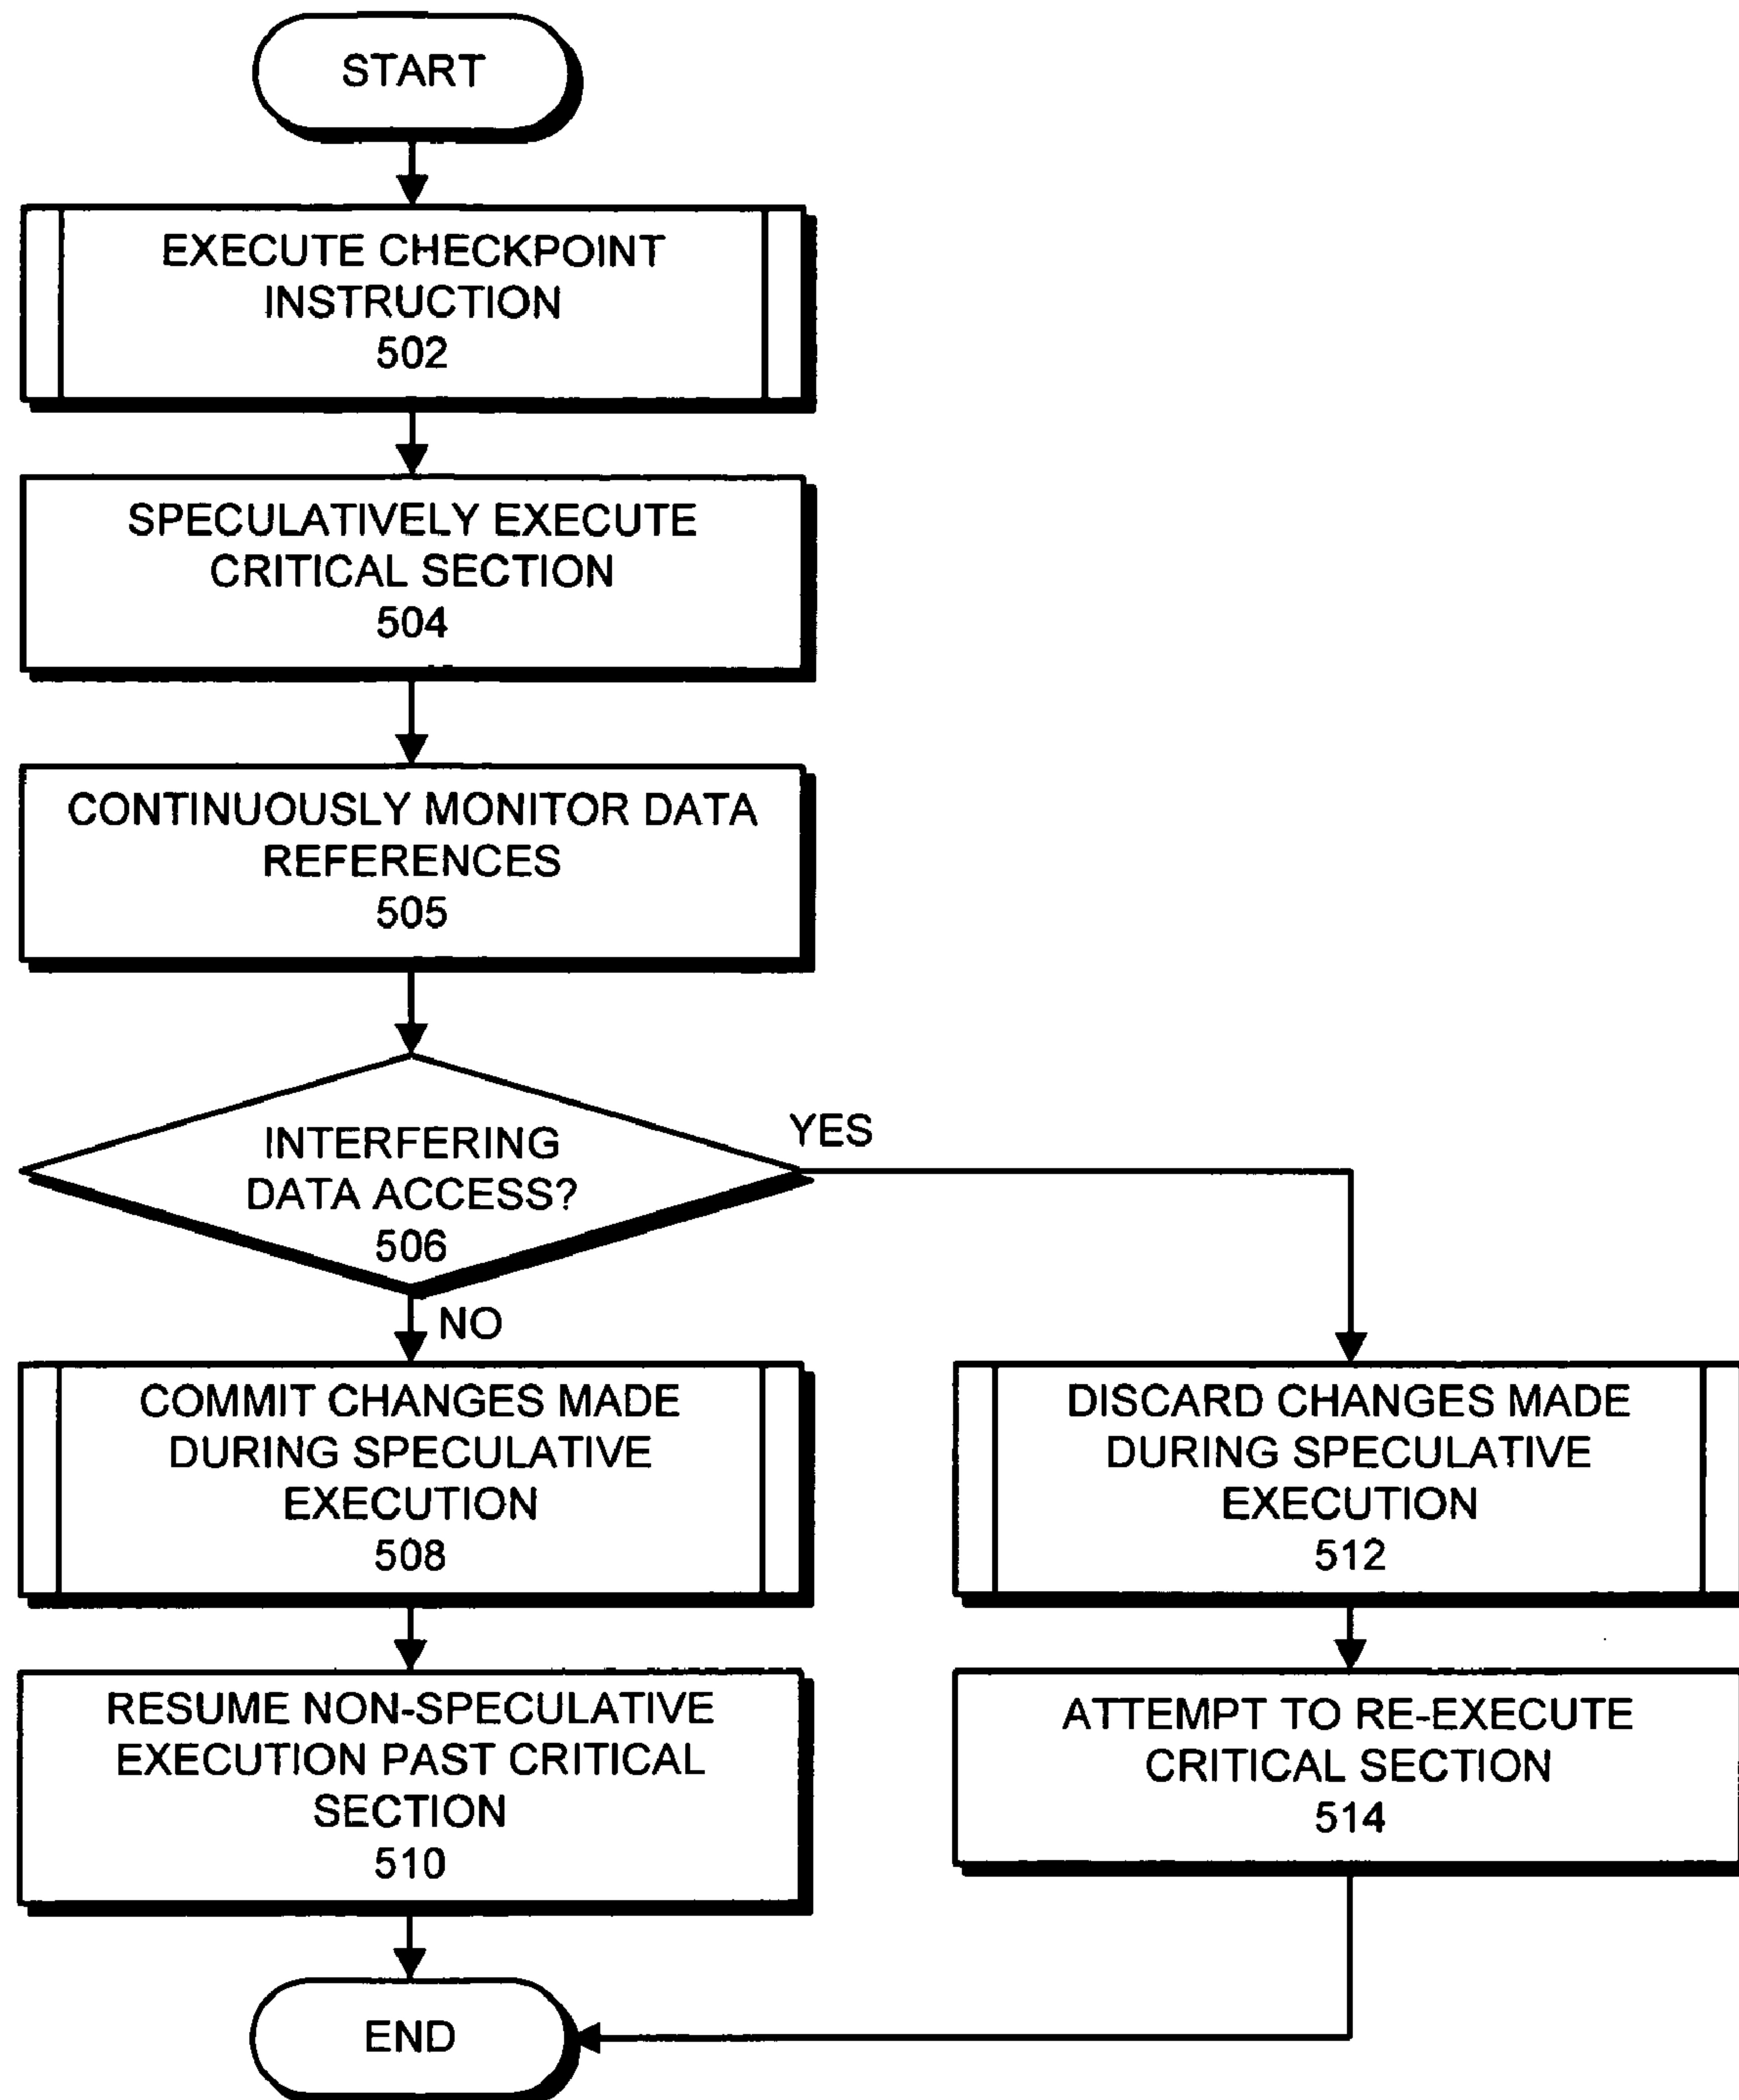 START
EXECUTE CHECKPOINT
INSTRUCTION
502
SPECULATIVELY EXECUTE
CRITICAL SECTION
504
CONTINUOUSLY MONITOR DATA
REFERENCES
505
INTERFERING
DATA ACCESS?
506
YES
NO
COMMIT CHANGES MADE
DURING SPECULATIVE
EXECUTION
508
DISCARD CHANGES MADE
DURING SPECULATIVE
EXECUTION
512
RESUME NON-SPECULATIVE
EXECUTION PAST CRITICAL
SECTION
510
ATTEMPT TO RE-EXECUTE
CRITICAL SECTION
514
END